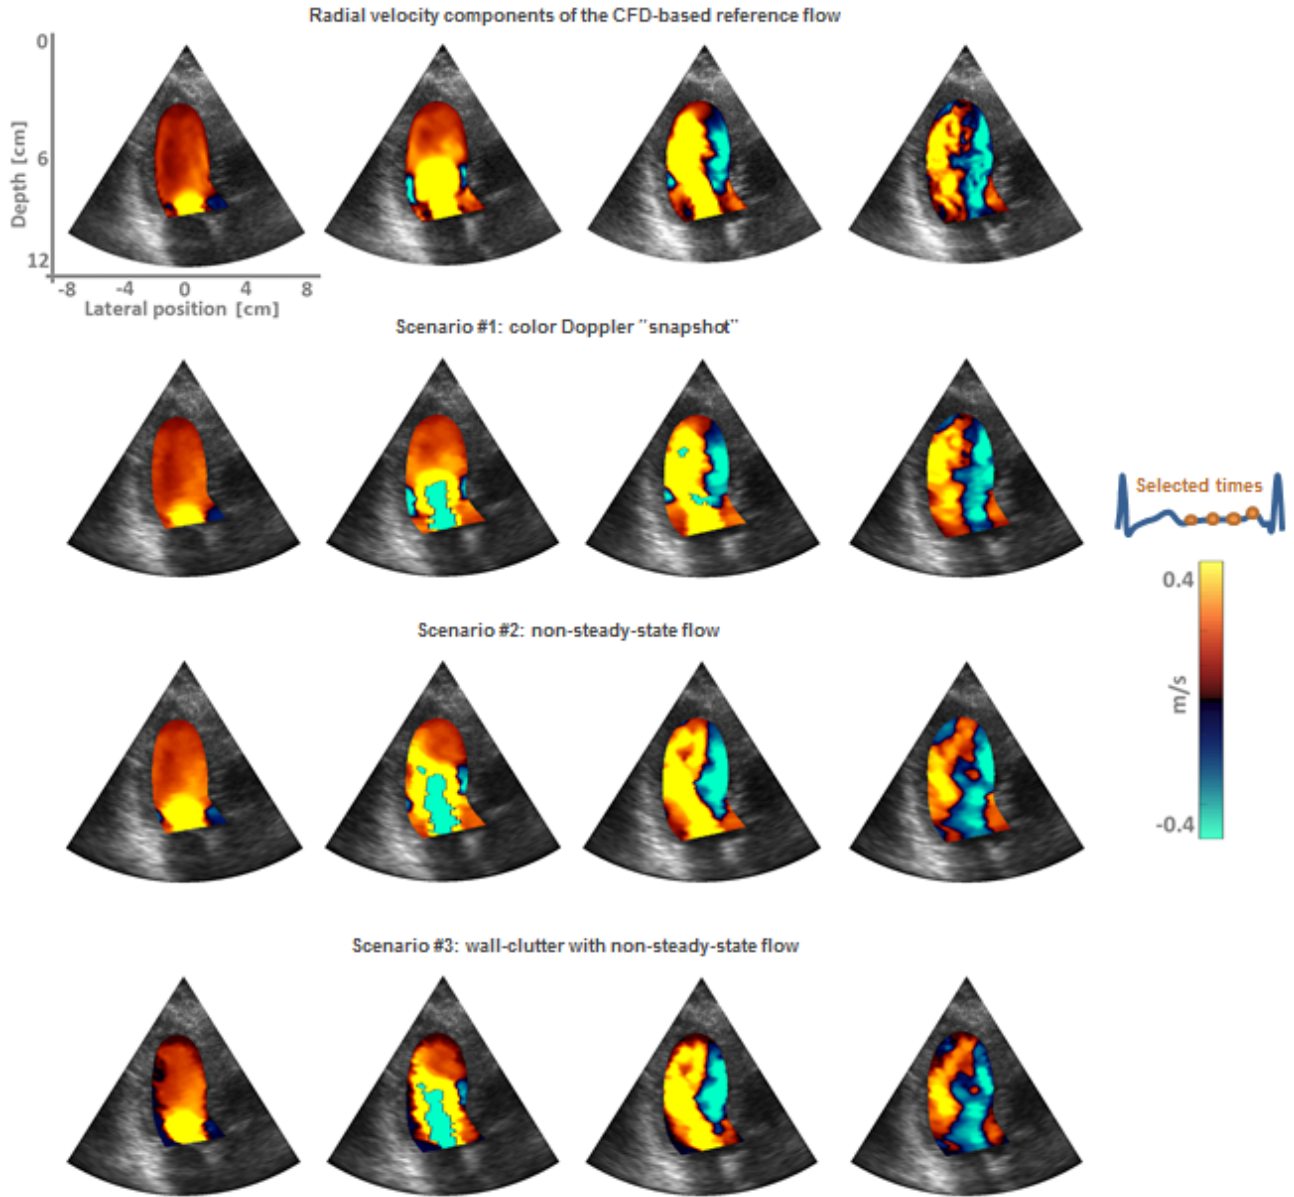 Radial velocity components of the CFD-based reference flow
0
Depth [cm]
6
12
-8 -4 0 4 8
Lateral position [cm]
Scenario #1: color Doppler "snapshot"
Selected times
0.4
m/s
-0.4
Scenario #2: non-steady-state flow
Scenario #3: wall-clutter with non-steady-state flow